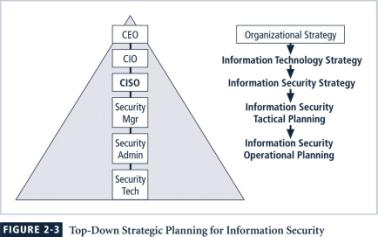 CEO
CIO
CISO
Security
Mgr
Security
Admin
Security
Tech
Organizational Strategy
Information Technology Strategy
Information Security Strategy
Information Security
Tactical Planning
Information Security
Operational Planning
FIGURE 2-3 Top-Down Strategic Planning for Information Security